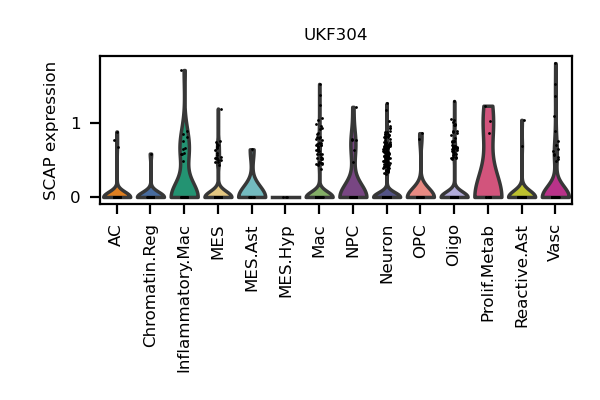 UKF304
SCAP expression
1
0
AC
Chromatin.Reg
Inflammatory.Mac
MES
MES.Ast
MES.Hyp
Mac
NPC
Neuron
OPC
Oligo
Prolif.Metab
Reactive.Ast
Vasc